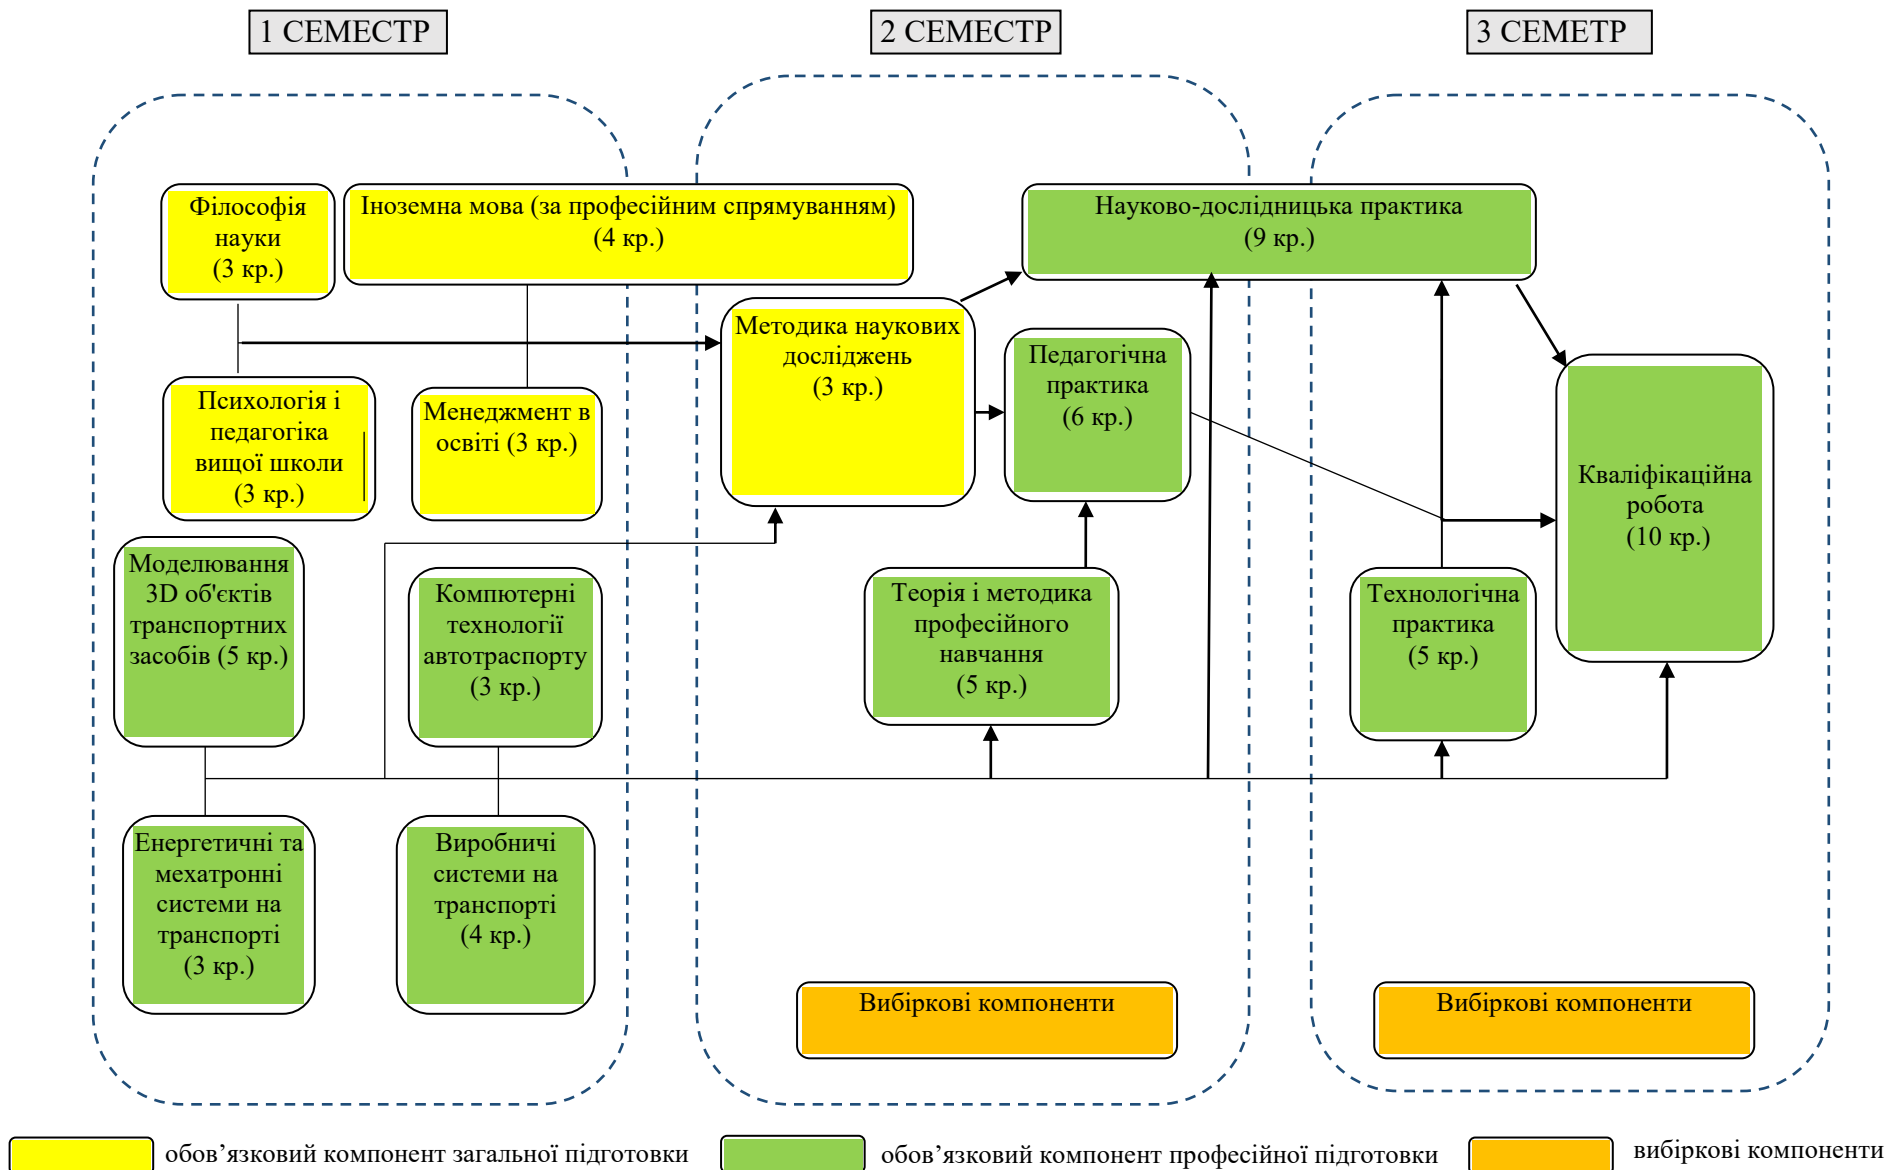 1 СЕМЕСТР
2 СЕМЕСТР
3 СЕМЕТР
Філософія
науки
(3 кр.)
Іноземна мова (за професійним спрямуванням)
(4 кр.)
Науково-дослідницька практика
(9 кр.)
Методика наукових
досліджень
(3 кр.)
Педагогічна
практика
(6 кр.)
Психологія і
педагогіка
вищої школи
(3 кр.)
Менеджмент в
освіті (3 кр.)
Кваліфікаційна
робота
(10 кр.)
Моделювання
3D об'єктів
транспортних
засобів (5 кр.)
Компютерні
технології
автотраспорту
(3 кр.)
Теорія і методика
професійного
навчання
(5 кр.)
Технологічна
практика
(5 кр.)
Енергетичні та
мехатронні
системи на
транспорті
(3 кр.)
Виробничі
системи на
транспорті
(4 кр.)
Вибіркові компоненти
Вибіркові компоненти
обов’язковий компонент загальної підготовки
обов’язковий компонент професійної підготовки
вибіркові компоненти